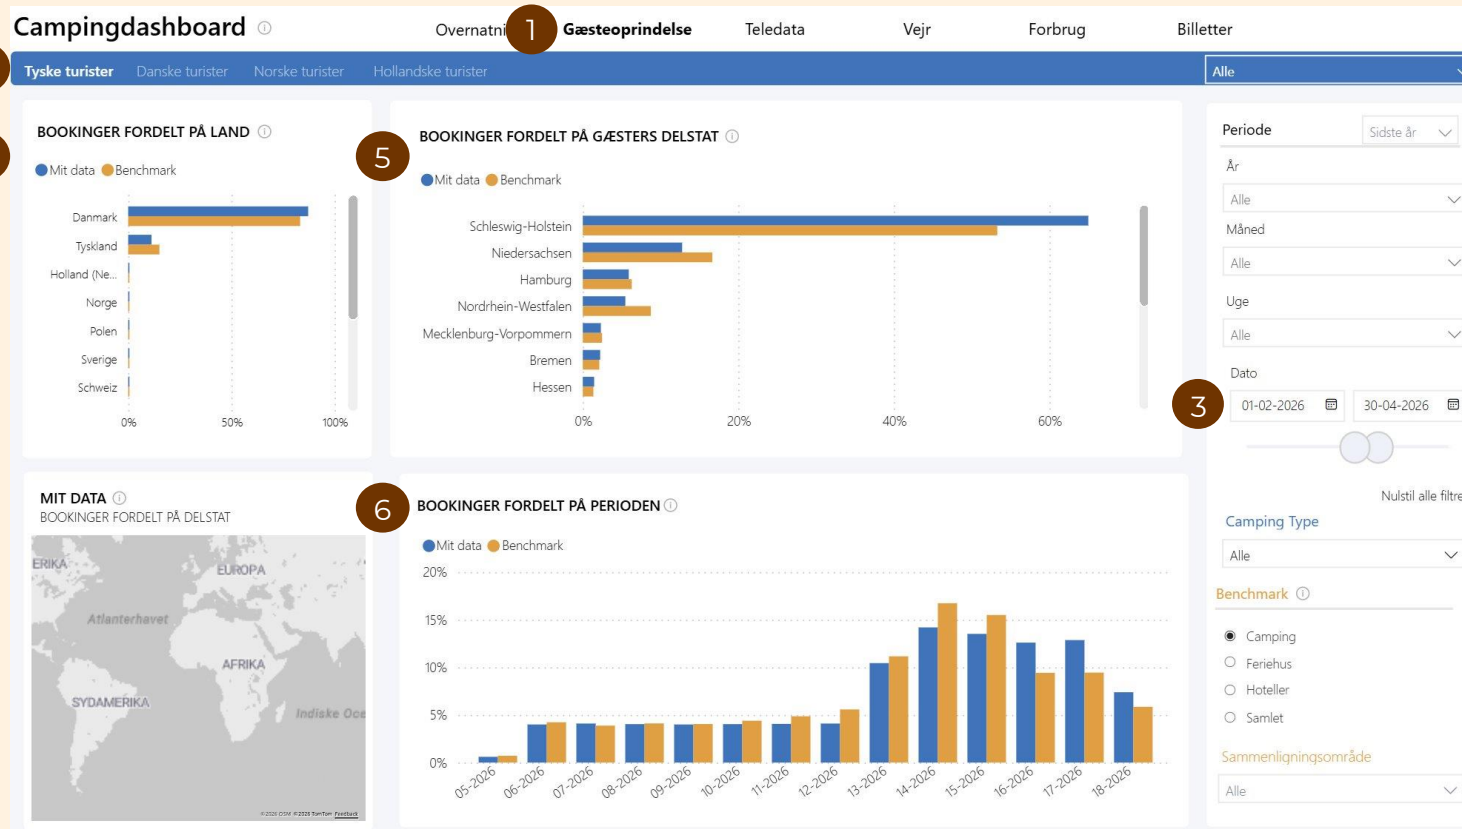 Campingdashboard
Overnatni 1 Gæsteoprindelse Teledata Vejr Forbrug Billetter
Tyske turister Danske turister Norske turister Hollandske turister Alle
BOOKINGER FORDELT PÅ LAND
Mit data Benchmark
Danmark
Tyskland
Holland (Ne...
Norge
Polen
Sverige
Schweiz
0% 50% 100%
5
BOOKINGER FORDELT PÅ GÆSTERS DELSTAT
Mit data Benchmark
Schleswig-Holstein
Niedersachsen
Hamburg
Nordrhein-Westfalen
Mecklenburg-Vorpommern
Bremen
Hessen
0% 20% 40% 60%
Periode Sidste år
År
Alle
Måned
Alle
Uge
Alle
Dato
3 01-02-2026 30-04-2026
Nulstil alle filtre
Camping Type
Alle
Benchmark
Camping
Feriehus
Hoteller
Samlet
Sammenligningsområde
Alle
MIT DATA
BOOKINGER FORDELT PÅ DELSTAT
ERIKA
EUROPA
Atlanterhavet
AFRIKA
SYDAMERIKA
Indiske Oce
©2026 OSM ©2026 TomTom Feedback
6
BOOKINGER FORDELT PÅ PERIODEN
Mit data Benchmark
20%
15%
10%
5%
0%
05-2026 06-2026 07-2026 08-2026 09-2026 10-2026 11-2026 12-2026 13-2026 14-2026 15-2026 16-2026 17-2026 18-2026